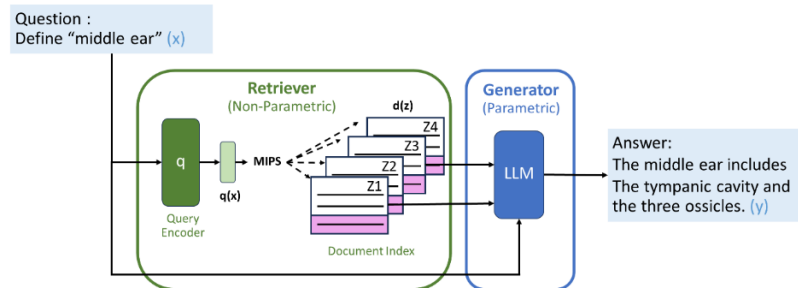 Question :
Define “middle ear” (x)
Retriever
(Non-Parametric)
Generator
(Parametric)
d(z)
Z4
Z3
Z2
Z1
q
q(x)
MIPS
Query
Encoder
Document Index
LLM
Answer:
The middle ear includes
The tympanic cavity and
the three ossicles. (y)